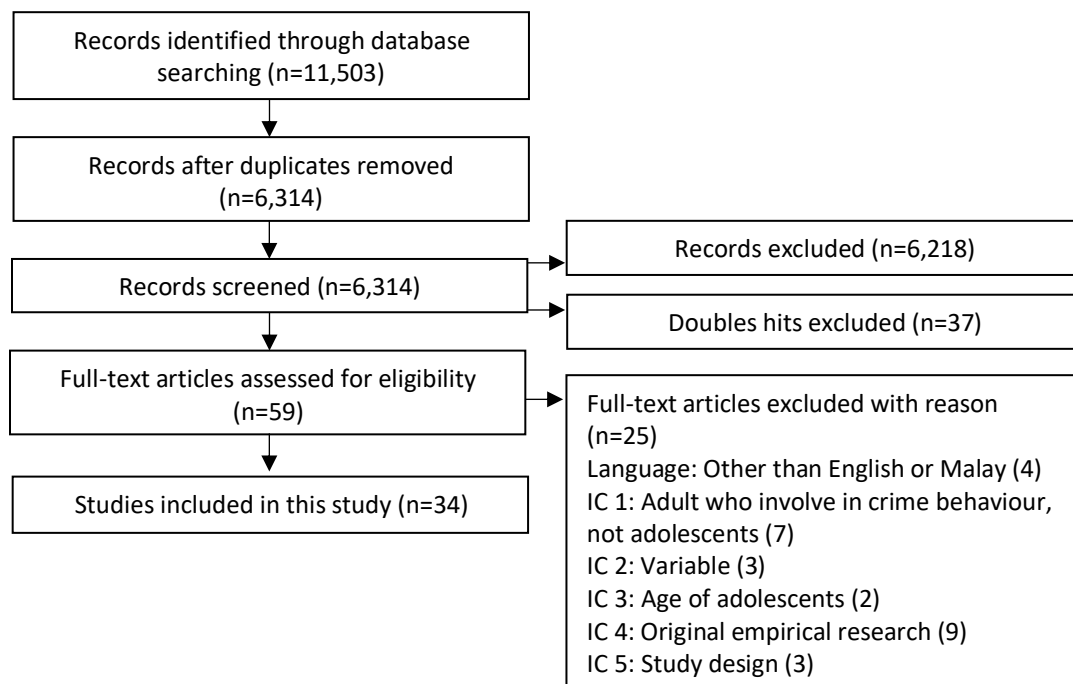 Records identified through database
searching (n=11,503)
Records after duplicates removed
(n=6,314)
Records screened (n=6,314)
Records excluded (n=6,218)
Doubles hits excluded (n=37)
Full-text articles assessed for eligibility
(n=59)
Full-text articles excluded with reason
(n=25)
Language: Other than English or Malay (4)
IC 1: Adult who involve in crime behaviour,
not adolescents (7)
IC 2: Variable (3)
IC 3: Age of adolescents (2)
IC 4: Original empirical research (9)
IC 5: Study design (3)
Studies included in this study (n=34)